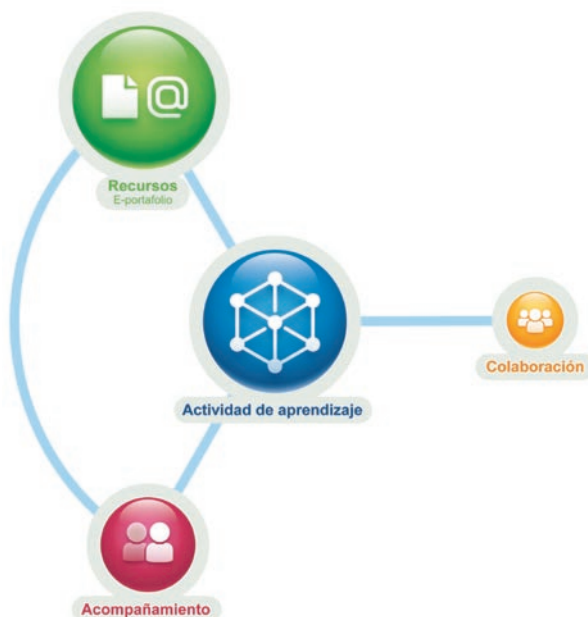 @
Recursos
E-portafolio
Actividad de aprendizaje
Colaboración
Acompañamiento